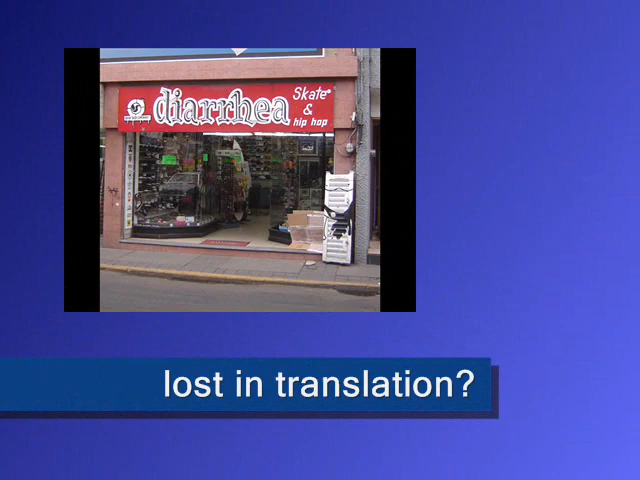 diarrhea
Skate
&
hip hop
lost in translation?